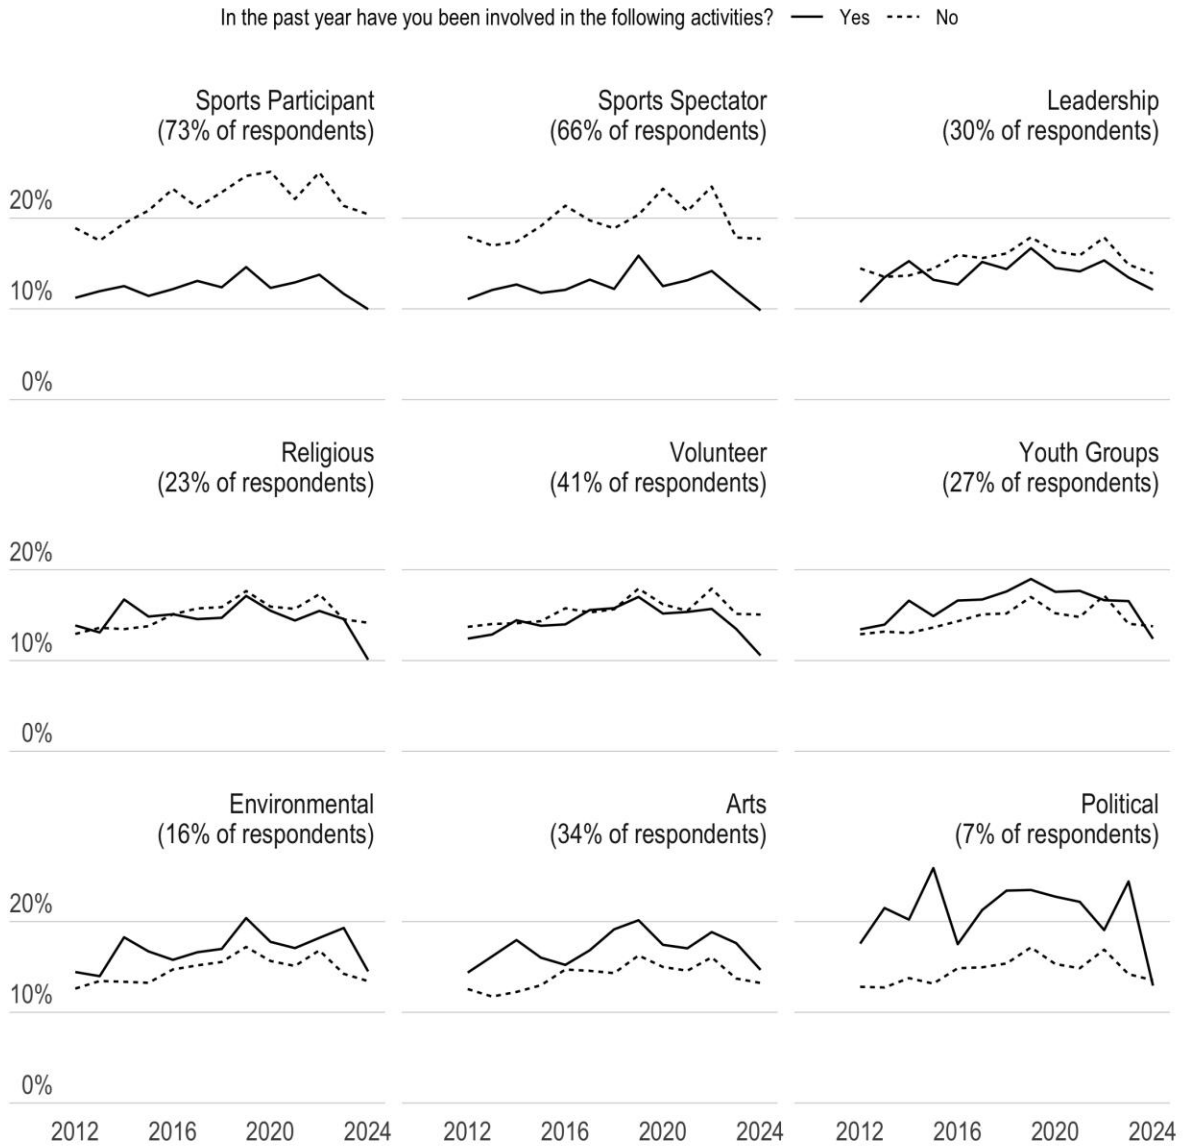 In the past year have you been involved in the following activities? Yes No
Sports Participant
(73% of respondents)
Sports Spectator
(66% of respondents)
Leadership
(30% of respondents)
20%
10%
0%
Religious
(23% of respondents)
Volunteer
(41% of respondents)
Youth Groups
(27% of respondents)
20%
10%
0%
Environmental
(16% of respondents)
Arts
(34% of respondents)
Political
(7% of respondents)
20%
10%
0%
2012 2016 2020 2024 2012 2016 2020 2024 2012 2016 2020 2024